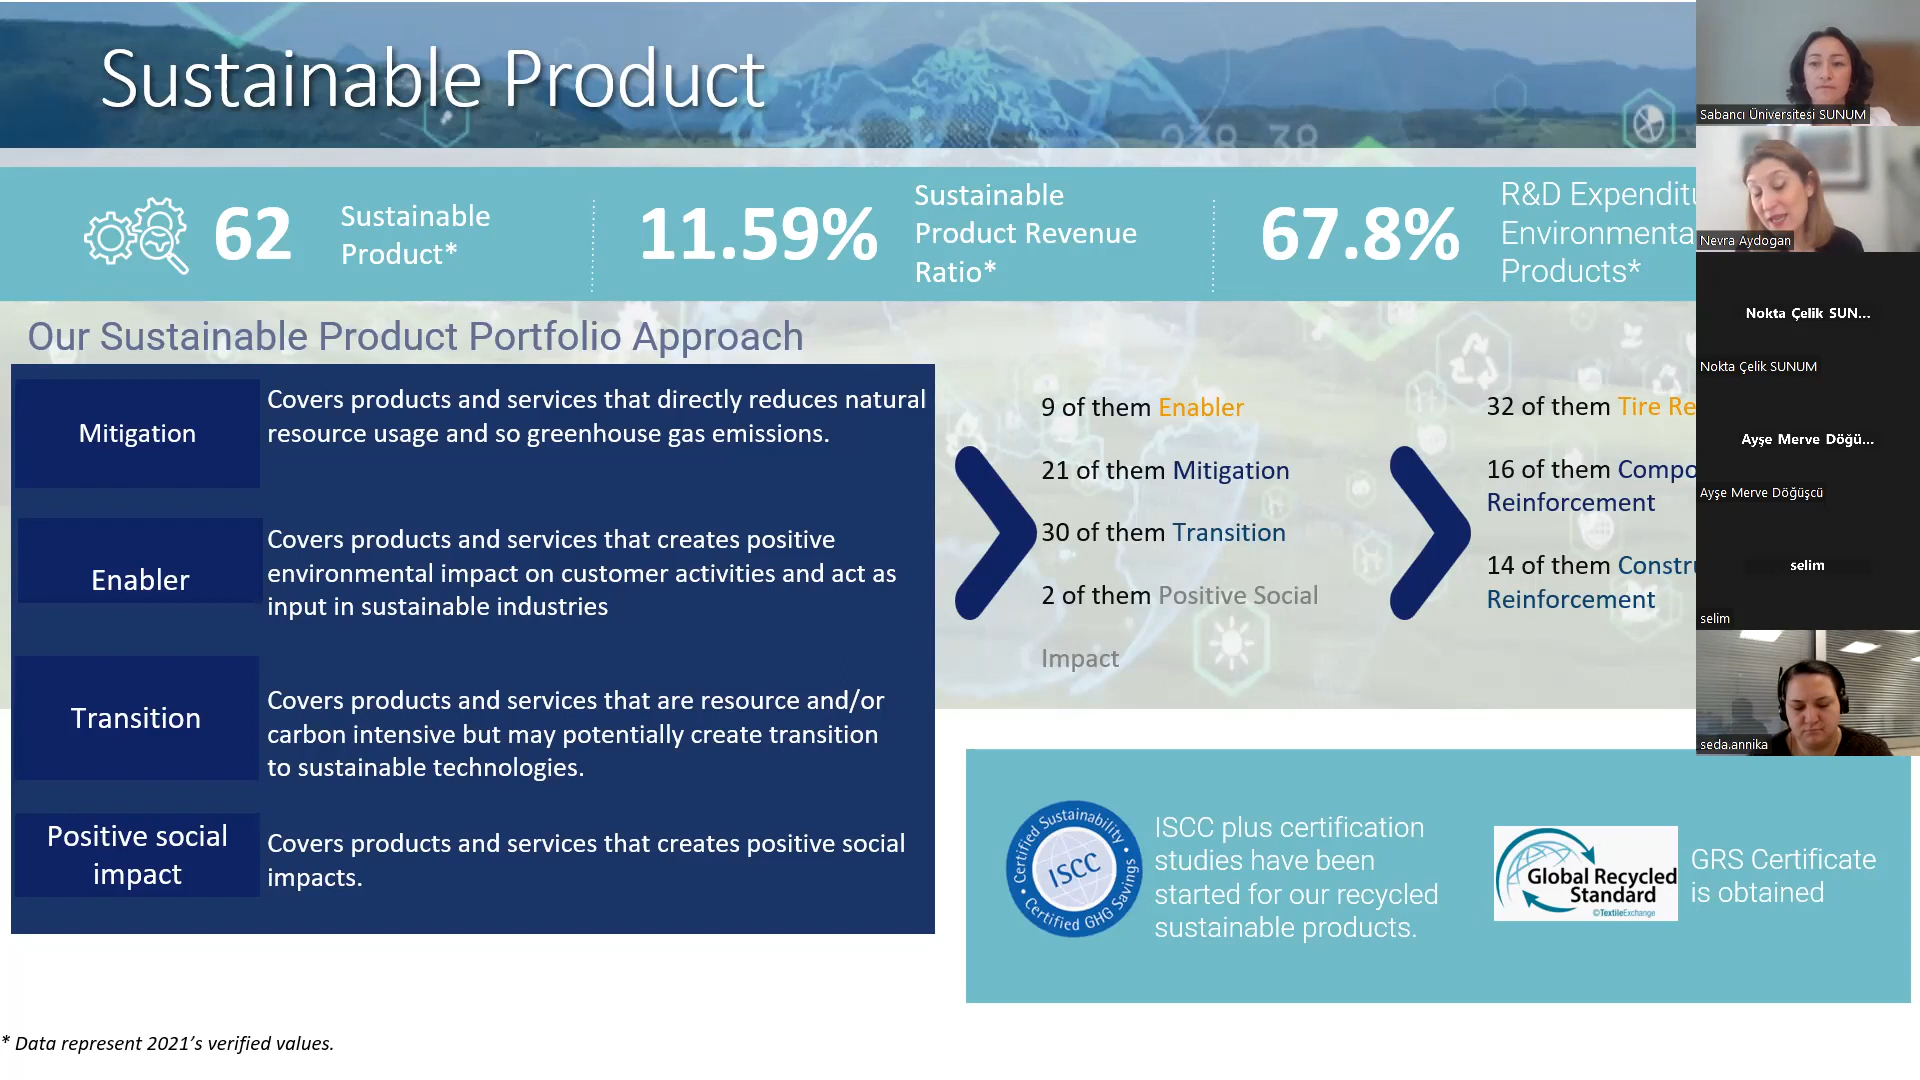 Sustainable Product
238 38
62
Sustainable
Product*
11.59%
Sustainable
Product Revenue
Ratio*
67.8%
R&D Expenditu
Environmenta
Products*
Our Sustainable Product Portfolio Approach
Mitigation
Covers products and services that directly reduces natural
resource usage and so greenhouse gas emissions.
Enabler
Covers products and services that creates positive
environmental impact on customer activities and act as
input in sustainable industries
Transition
Covers products and services that are resource and/or
carbon intensive but may potentially create transition
to sustainable technologies.
Positive social
impact
Covers products and services that creates positive social
impacts.
9 of them Enabler
21 of them Mitigation
30 of them Transition
2 of them Positive Social
Impact
32 of them Tire Re
16 of them Compo
Reinforcement
14 of them Constru
Reinforcement
Certified Sustainability
ISCC
Certified GHG Savings
ISCC plus certification
studies have been
started for our recycled
sustainable products.
Global Recycled
Standard
©TextileExchange
GRS Certificate
is obtained
* Data represent 2021's verified values.
Sabancı Üniversitesi SUNUM
Nevra Aydogan
Nokta Çelik SUN...
Nokta Çelik SUNUM
Ayşe Merve Döğü...
Ayşe Merve Döğüşcü
selim
selim
seda.annika